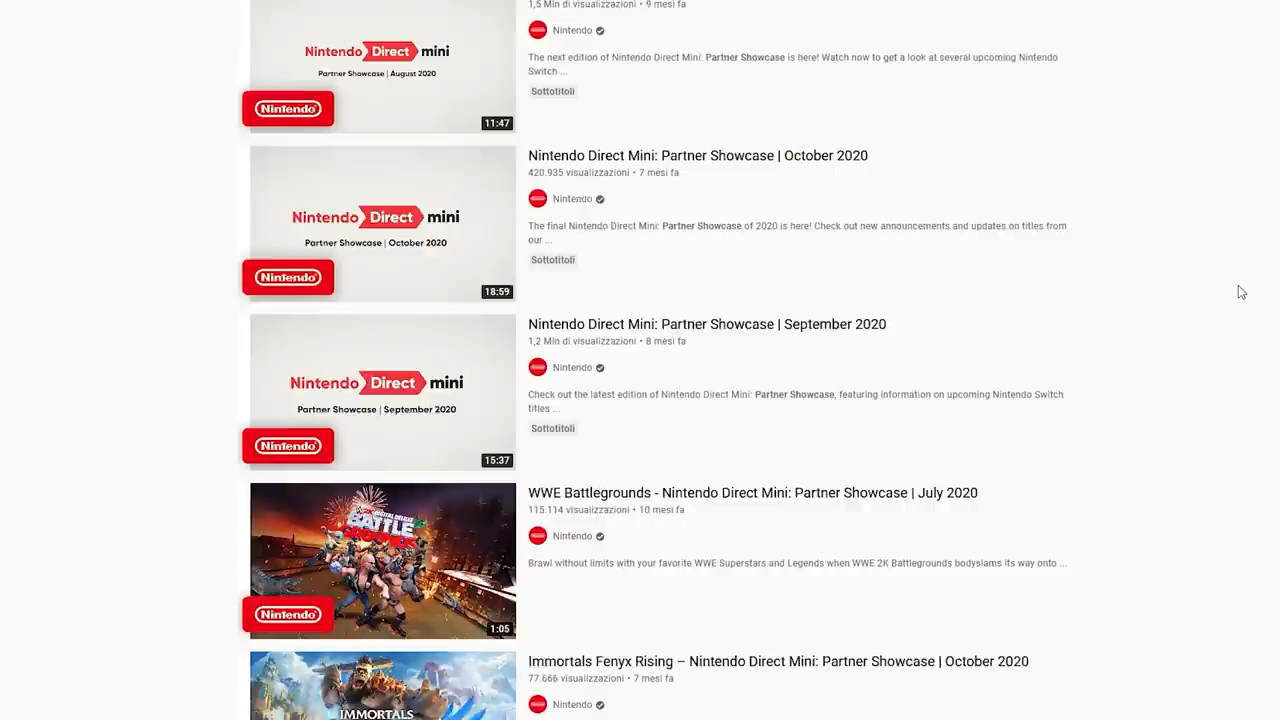 1,5 Mln di visualizzazioni • 9 mesi fa
Nintendo
Nintendo Direct mini
Partner Showcase | August 2020
The next edition of Nintendo Direct Mini: Partner Showcase is here! Watch now to get a look at several upcoming Nintendo
Switch ...
Sottotitoli
Nintendo
11:47
Nintendo Direct Mini: Partner Showcase | October 2020
420.935 visualizzazioni • 7 mesi fa
Nintendo
Nintendo Direct mini
Partner Showcase | October 2020
The final Nintendo Direct Mini: Partner Showcase of 2020 is here! Check out new announcements and updates on titles from
our ...
Sottotitoli
Nintendo
18:59
Nintendo Direct Mini: Partner Showcase | September 2020
1,2 Mln di visualizzazioni • 8 mesi fa
Nintendo
Nintendo Direct mini
Partner Showcase | September 2020
Check out the latest edition of Nintendo Direct Mini: Partner Showcase, featuring information on upcoming Nintendo Switch
titles ...
Sottotitoli
Nintendo
15:37
WWE Battlegrounds - Nintendo Direct Mini: Partner Showcase | July 2020
115.114 visualizzazioni • 10 mesi fa
Nintendo
BATTLE
Brawl without limits with your favorite WWE Superstars and Legends when WWE 2K Battlegrounds bodyslams its way onto ...
Nintendo
1:05
Immortals Fenyx Rising – Nintendo Direct Mini: Partner Showcase | October 2020
77.666 visualizzazioni • 7 mesi fa
Nintendo
IMMORTALS